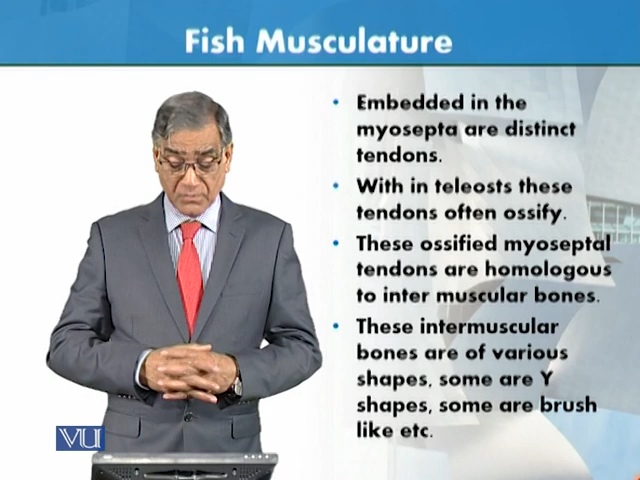 Fish Musculature
• Embedded in the
myosepta are distinct
tendons.
• With in teleosts these
tendons often ossify.
• These ossified myoseptal
tendons are homologous
to inter muscular bones.
• These intermuscular
bones are of various
shapes, some are Y
shapes, some are brush
like etc.
VU